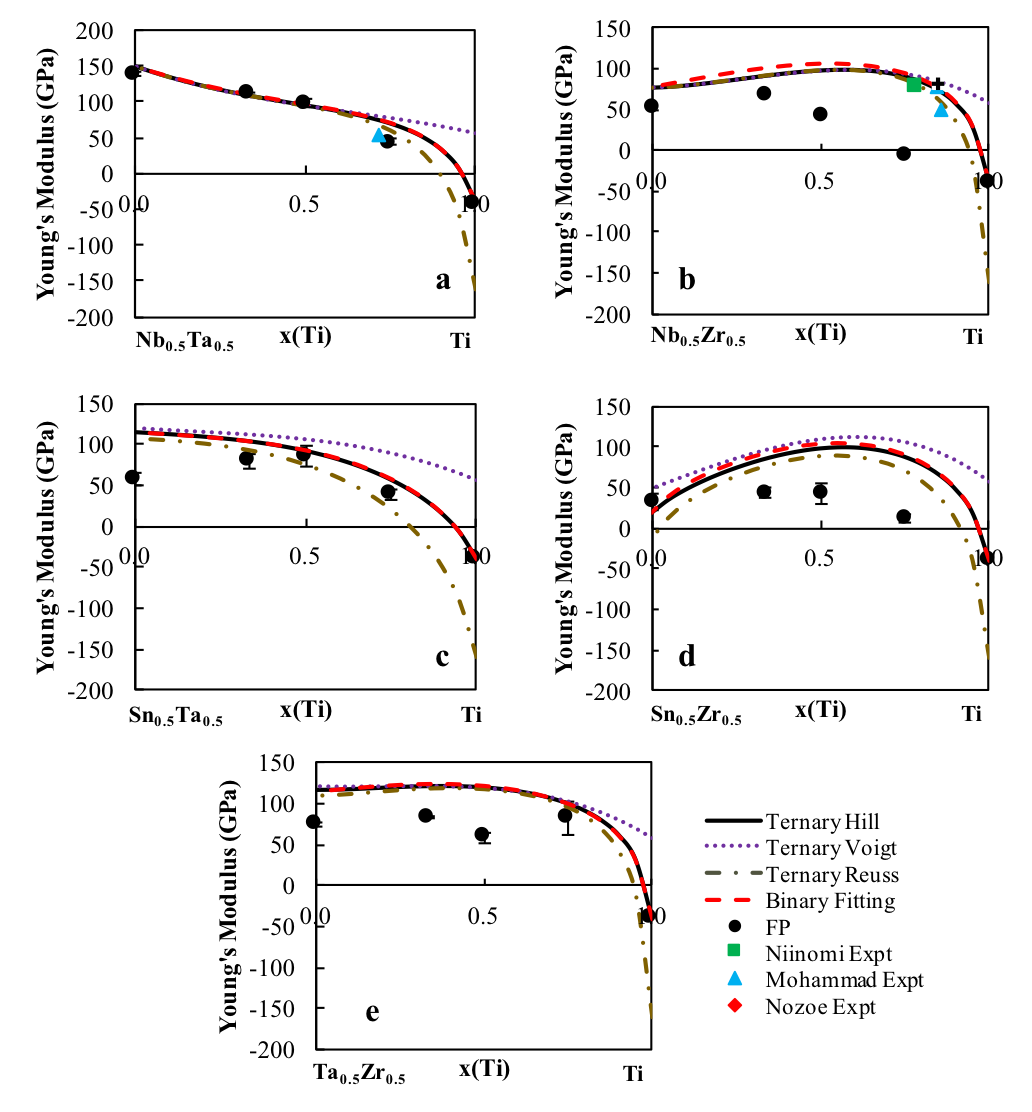 200
150
100
50
0
-50
-100
-150
-200
0.0
0.5
1.0
Young's Modulus (GPa)
a
Nb0.5Ta0.5
x(Ti)
Ti
150
100
50
0
-50
-100
-150
-200
0.0
0.5
1.0
Young's Modulus (GPa)
b
Nb0.5Zr0.5
x(Ti)
Ti
150
100
50
0
-50
-100
-150
-200
0.0
0.5
1.0
Young's Modulus (GPa)
c
Sn0.5Ta0.5
x(Ti)
Ti
150
100
50
0
-50
-100
-150
-200
0.0
0.5
1.0
Young's Modulus (GPa)
d
Sn0.5Zr0.5
x(Ti)
Ti
150
100
50
0
-50
-100
-150
-200
0.0
0.5
1.0
Young's Modulus (GPa)
e
Ta0.5Zr0.5
x(Ti)
Ti
Ternary Hill
Ternary Voigt
Ternary Reuss
Binary Fitting
FP
Niinomi Expt
Mohammad Expt
Nozoe Expt